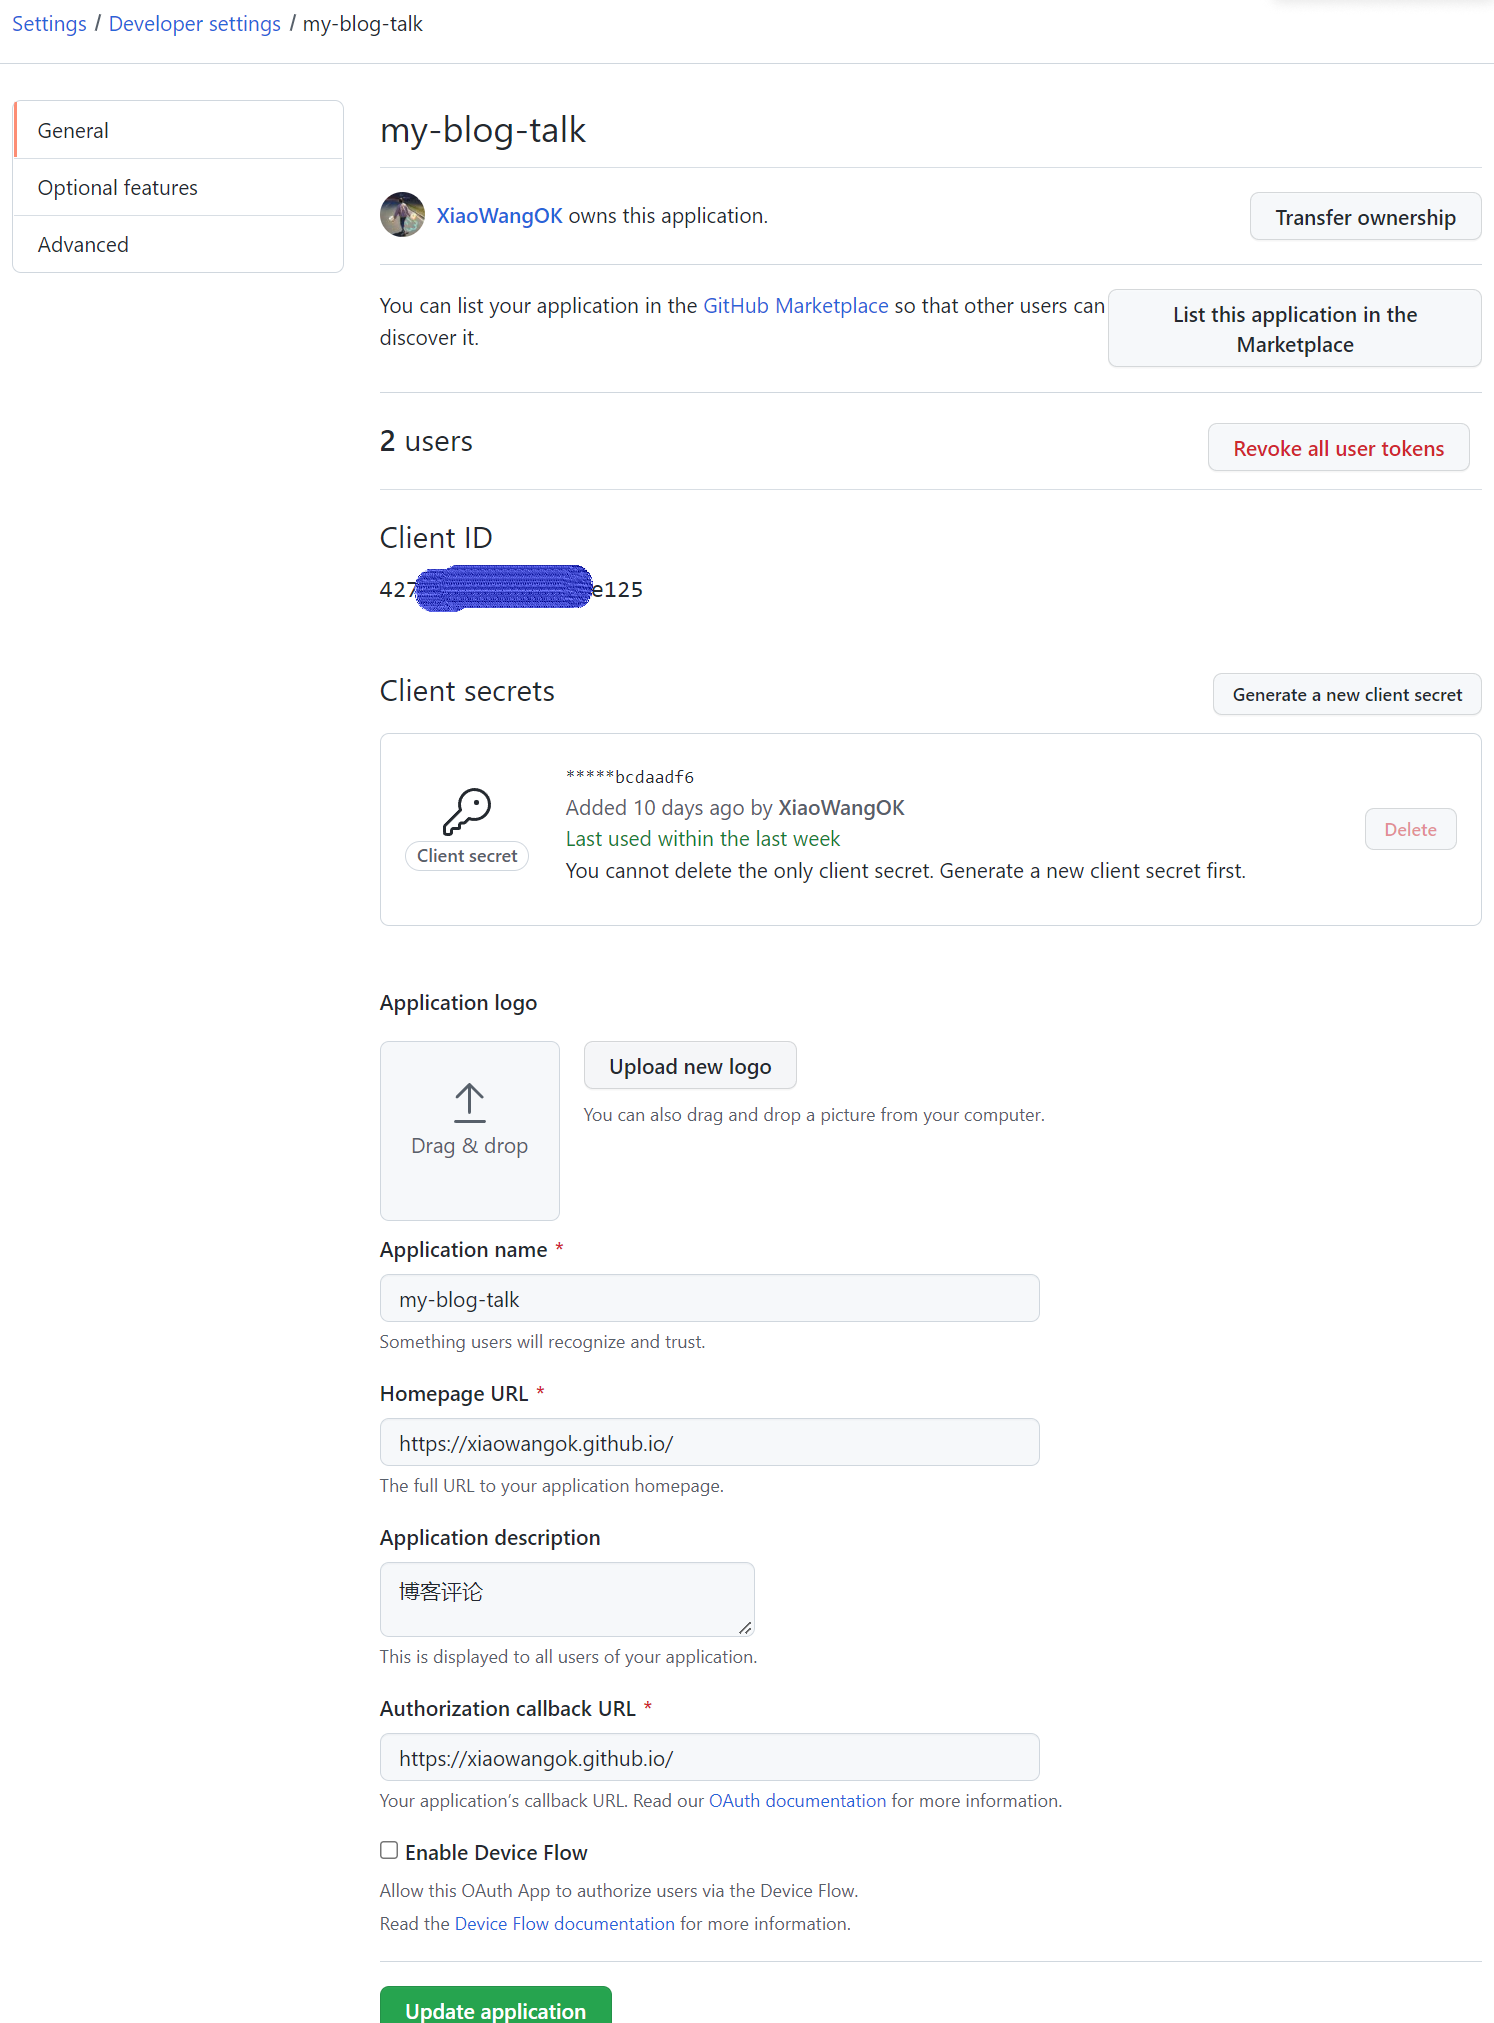 Settings / Developer settings / my-blog-talk
General
Optional features
Advanced
my-blog-talk
XiaoWangOK owns this application.
Transfer ownership
You can list your application in the GitHub Marketplace so that other users can
discover it.
List this application in the
Marketplace
2 users
Revoke all user tokens
Client ID
427 e125
Client secrets
Generate a new client secret
*****bcdaadf6
Added 10 days ago by XiaoWangOK
Last used within the last week
You cannot delete the only client secret. Generate a new client secret first.
Client secret
Delete
Application logo
Drag & drop
Upload new logo
You can also drag and drop a picture from your computer.
Application name *
my-blog-talk
Something users will recognize and trust.
Homepage URL *
https://xiaowangok.github.io/
The full URL to your application homepage.
Application description
博客评论
This is displayed to all users of your application.
Authorization callback URL *
https://xiaowangok.github.io/
Your application's callback URL. Read our OAuth documentation for more information.
Enable Device Flow
Allow this OAuth App to authorize users via the Device Flow.
Read the Device Flow documentation for more information.
Update application